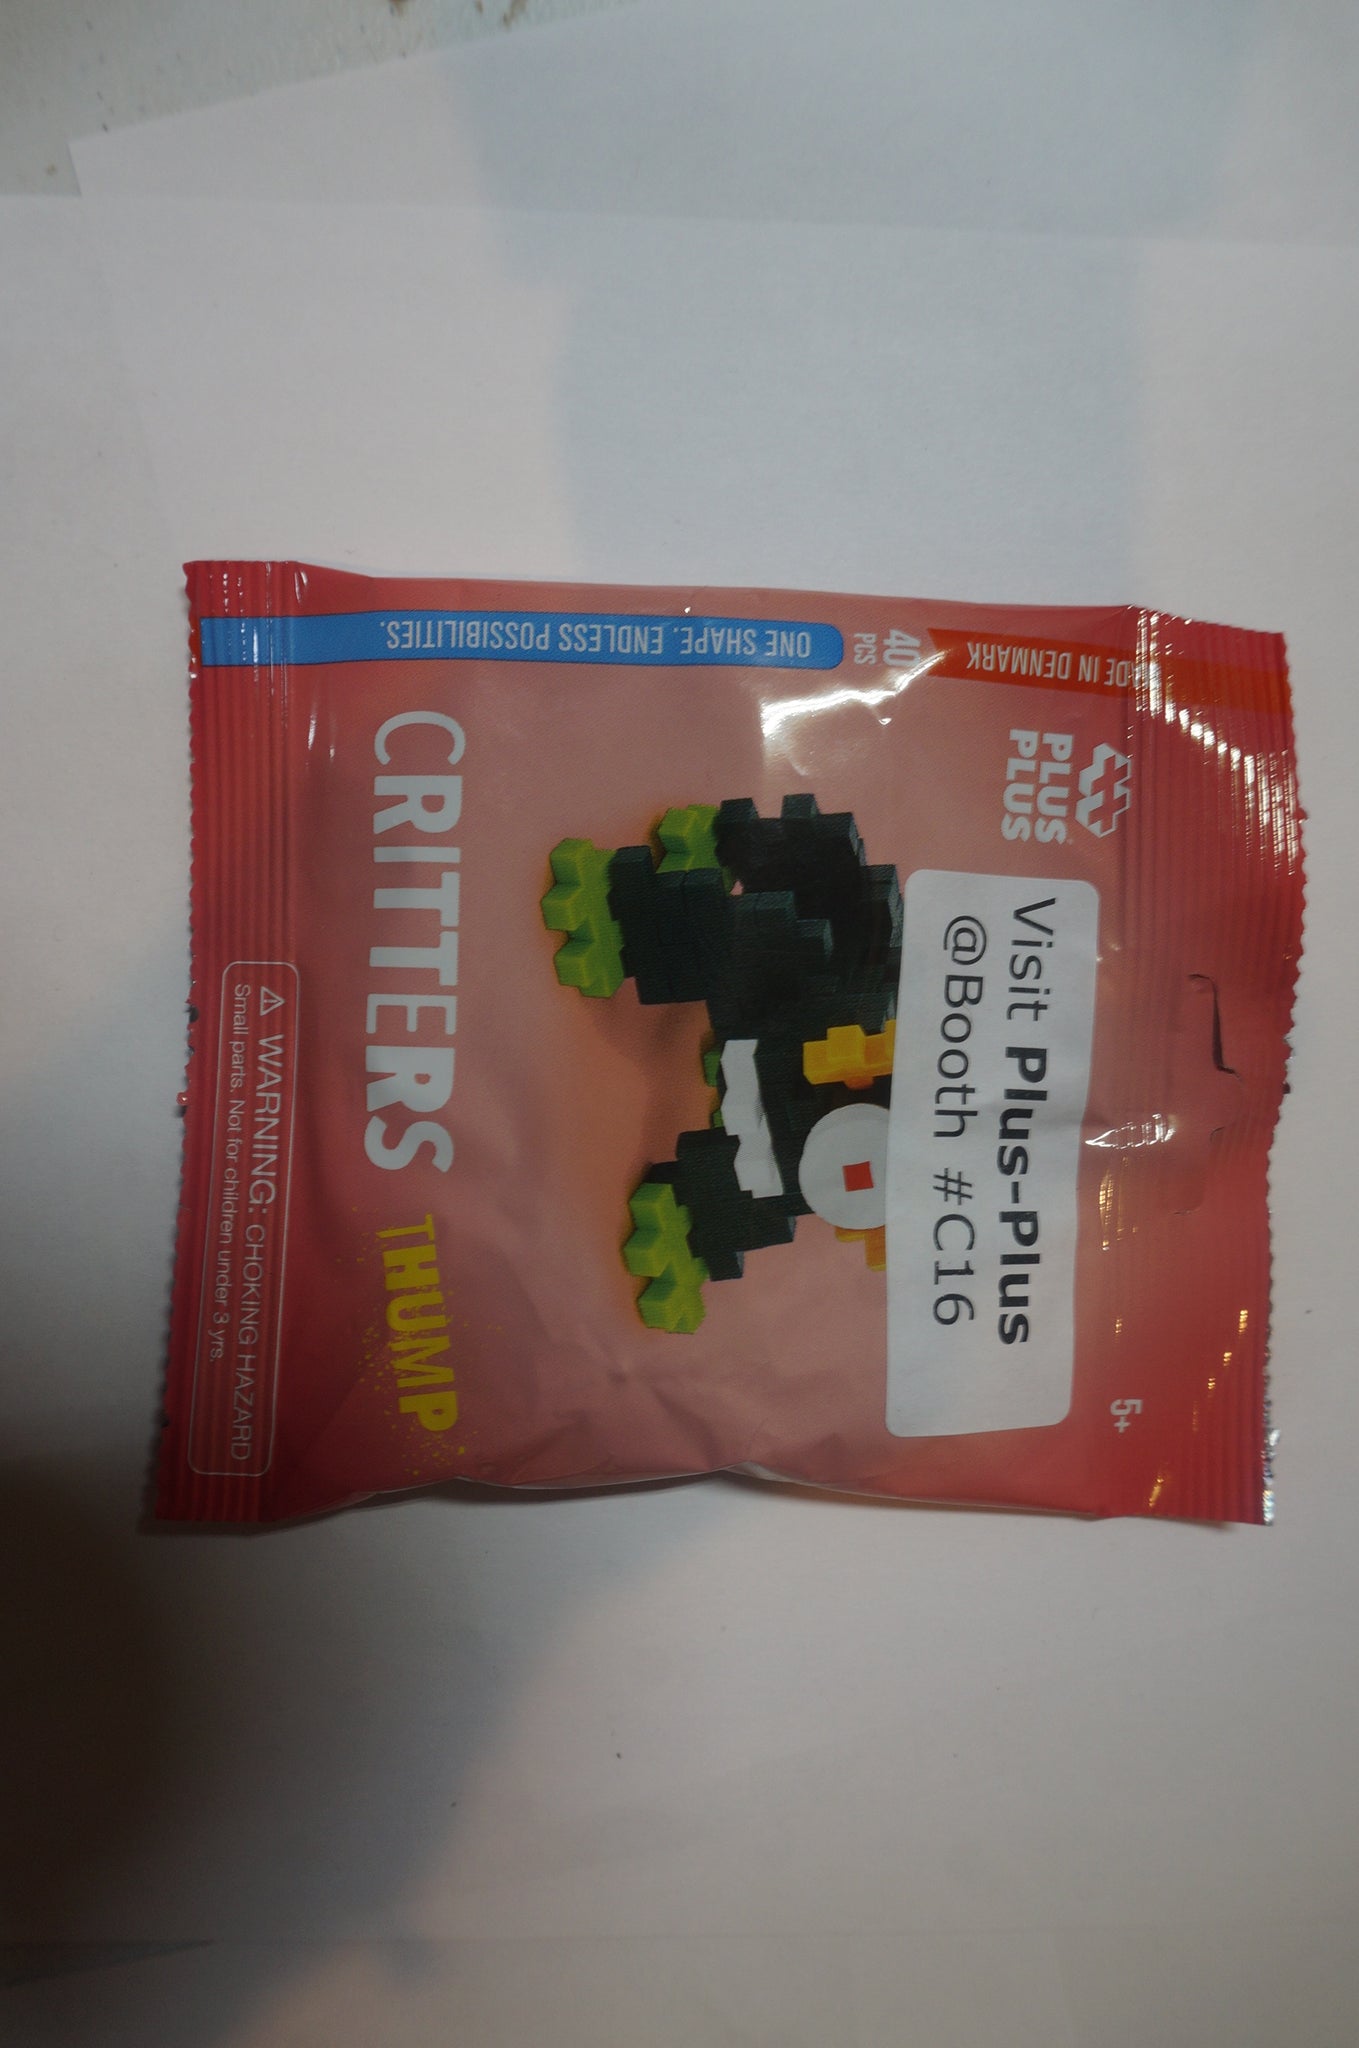 PLUS
PLUS
5+
Visit Plus-Plus
@Booth #C16
MADE IN DENMARK
40
PCS
ONE SHAPE. ENDLESS POSSIBILITIES.
CRITTERS THUMP
⚠ WARNING: CHOKING HAZARD
Small parts. Not for children under 3 yrs.